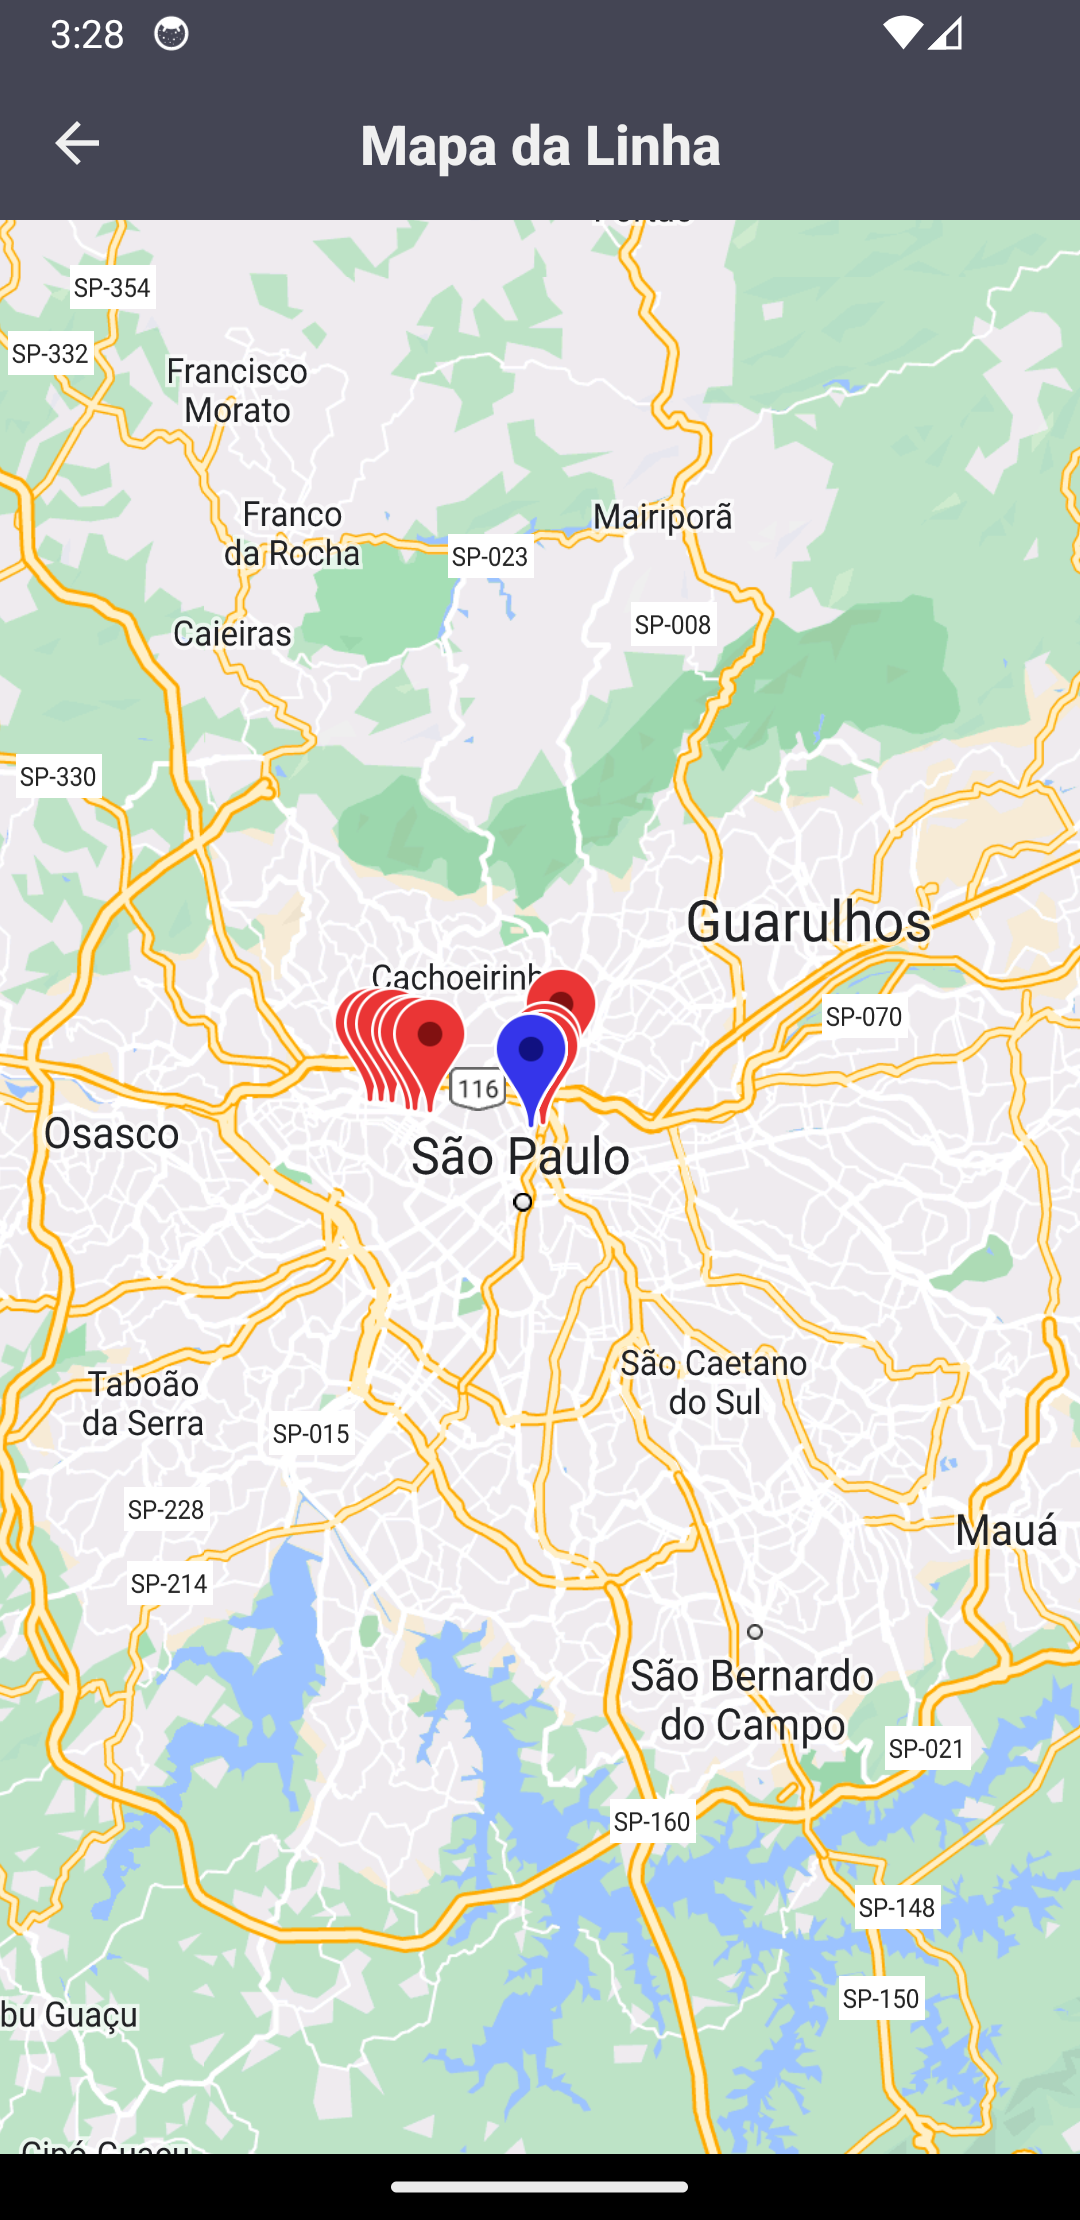 3:28
Mapa da Linha
SP-354
SP-332
Francisco
Morato
Franco
da Rocha
Mairiporã
SP-023
SP-008
Caieiras
SP-330
Guarulhos
Cachoeirinh
SP-070
116
Osasco
São Paulo
São Caetano
do Sul
Taboão
da Serra
SP-015
SP-228
Mauá
SP-214
São Bernardo
do Campo
SP-021
SP-160
SP-148
SP-150
bu Guaçu